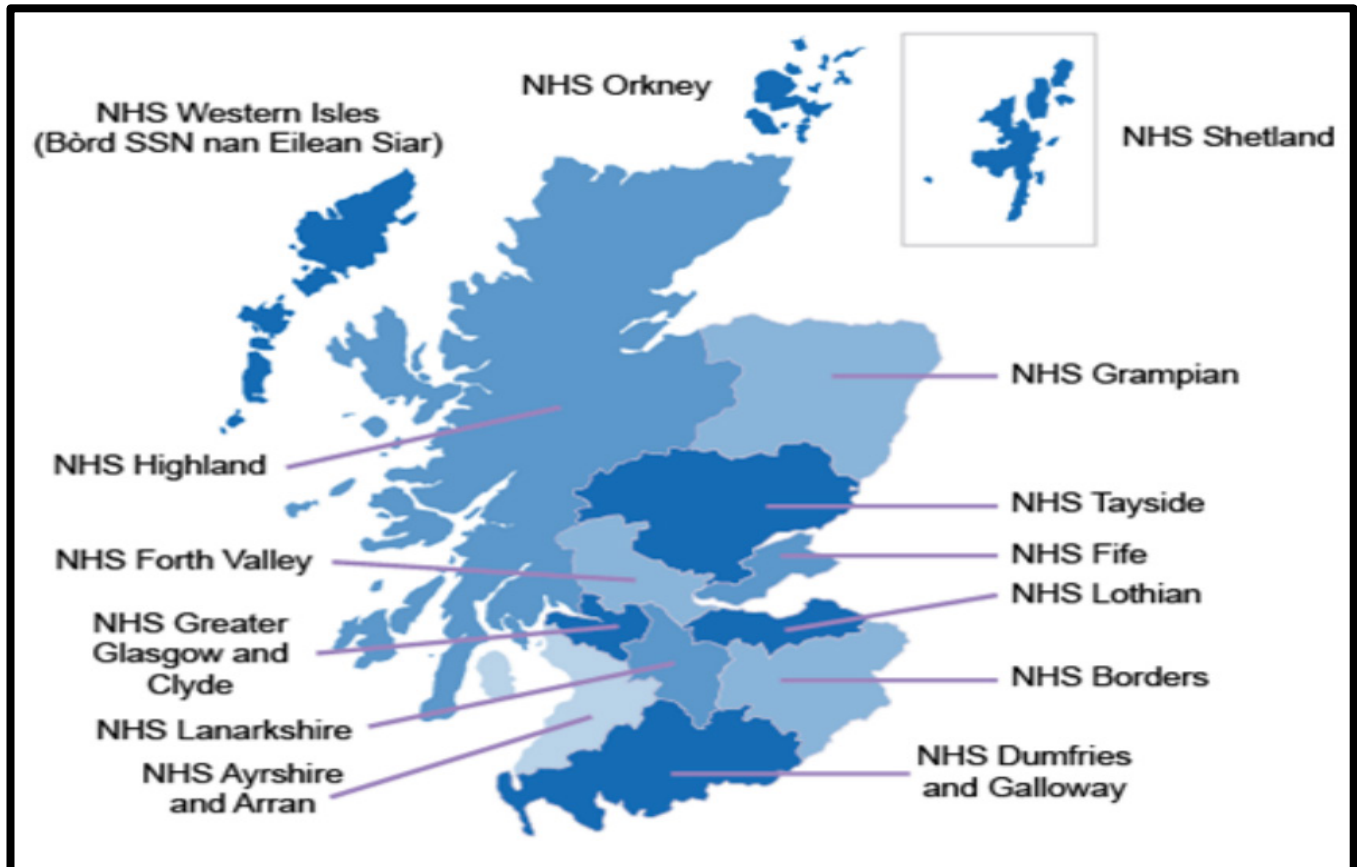 NHS Orkney
NHS Western Isles
(Bòrd SSN nan Eilean Siar)
NHS Shetland
NHS Grampian
NHS Highland
NHS Tayside
NHS Forth Valley
NHS Fife
NHS Lothian
NHS Greater
Glasgow and
Clyde
NHS Borders
NHS Lanarkshire
NHS Ayrshire
and Arran
NHS Dumfries
and Galloway